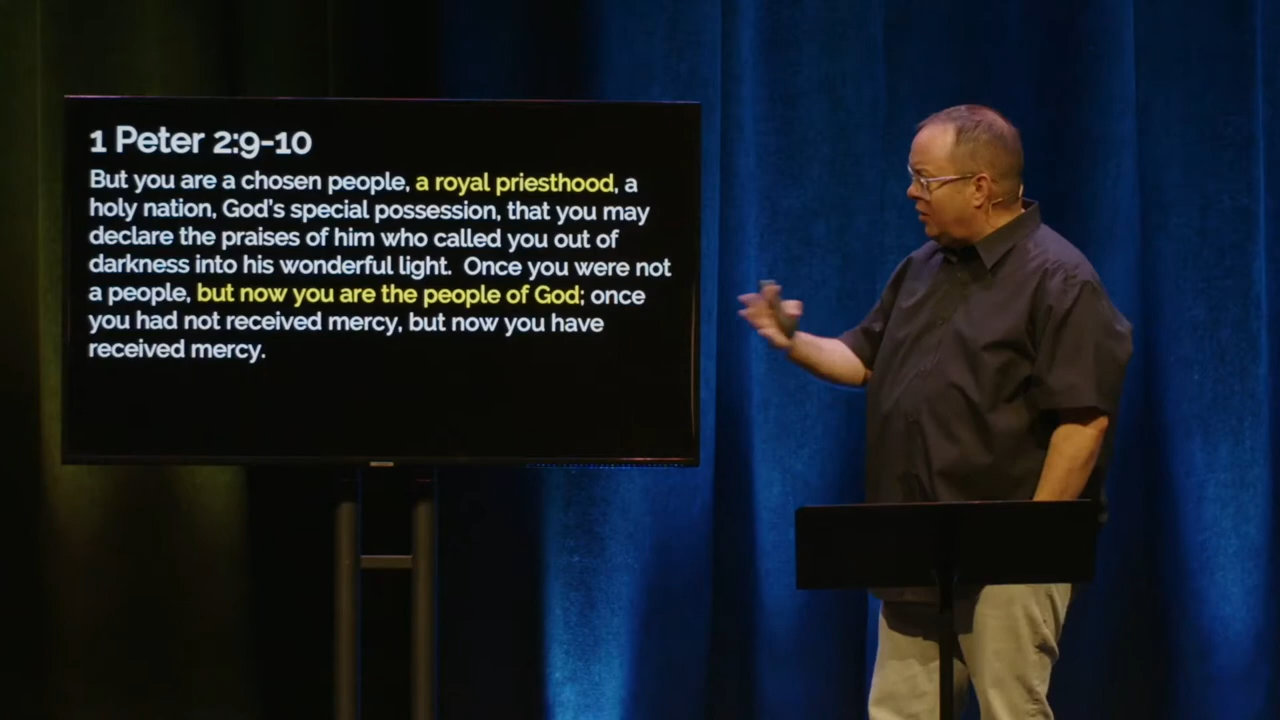 1 Peter 2:9-10
But you are a chosen people, a royal priesthood, a
holy nation, God's special possession, that you may
declare the praises of him who called you out of
darkness into his wonderful light.  Once you were not
a people, but now you are the people of God; once
you had not received mercy, but now you have
received mercy.